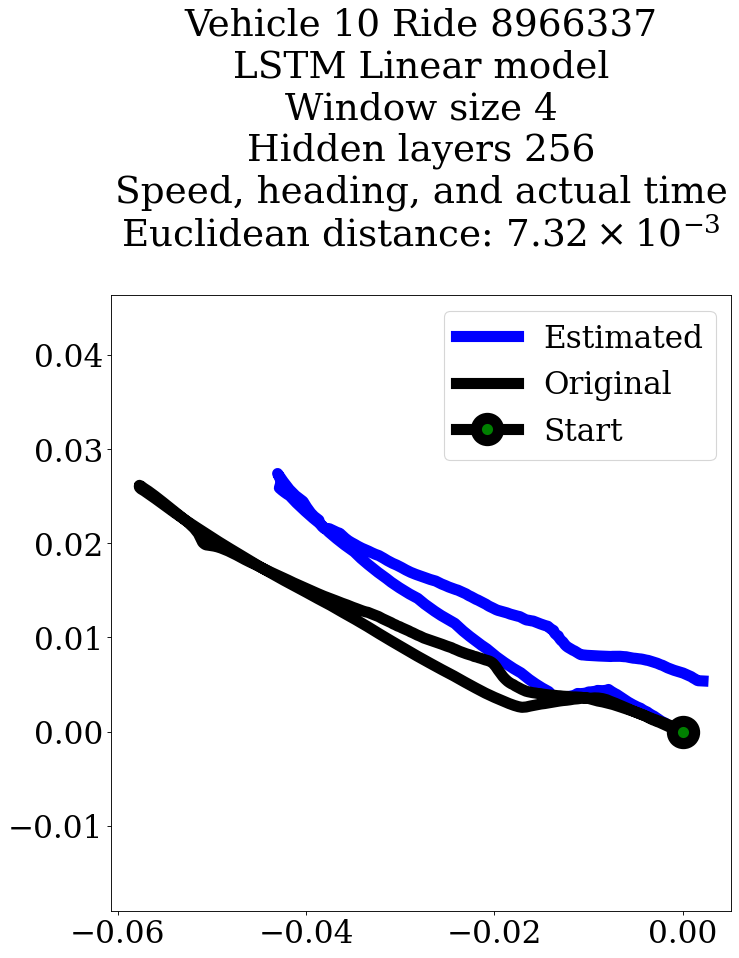 Vehicle 10 Ride 8966337
LSTM Linear model
Window size 4
Hidden layers 256
Speed, heading, and actual time
Euclidean distance: 7.32 × 10⁻³
Estimated
Original
Start
0.04
0.03
0.02
0.01
0.00
−0.01
−0.06 −0.04 −0.02 0.00